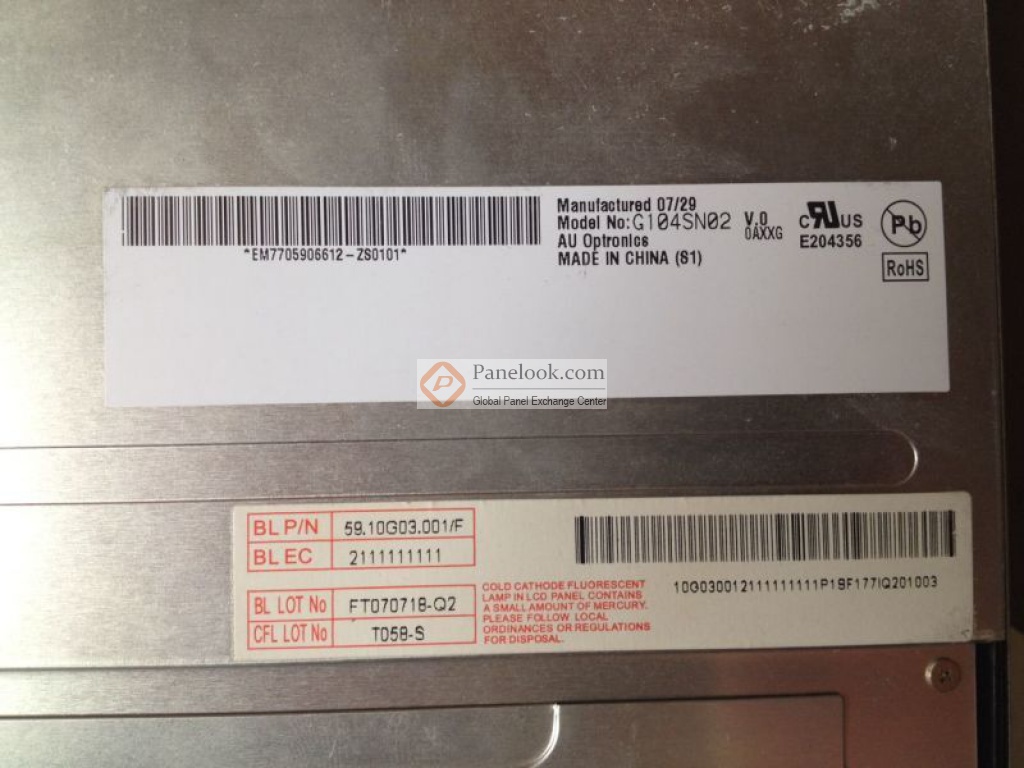 Manufactured 07/29
Model No:G104SN02 V.0
0AXXG
AU Optronics
MADE IN CHINA (S1)
*EM7705906612-ZS0101*
c RU US
E204356
Pb
RoHS
Panelook.com
Global Panel Exchange Center
BL P/N 59.10G03.001/F
BL EC 2111111111
BL LOT No FT070718-Q2
CFL LOT No T058-S
COLD CATHODE FLUORESCENT
LAMP IN LCD PANEL CONTAINS
A SMALL AMOUNT OF MERCURY.
PLEASE FOLLOW LOCAL
ORDINANCES OR REGULATIONS
FOR DISPOSAL.
10G0300121111111111P1SF177IQ201003